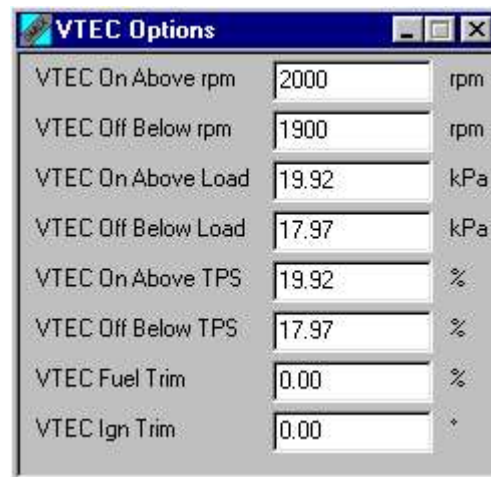 VTEC Options
VTEC On Above rpm 2000 rpm
VTEC Off Below rpm 1900 rpm
VTEC On Above Load 19.92 kPa
VTEC Off Below Load 17.97 kPa
VTEC On Above TPS 19.92 %
VTEC Off Below TPS 17.97 %
VTEC Fuel Trim 0.00 %
VTEC Ign Trim 0.00 °